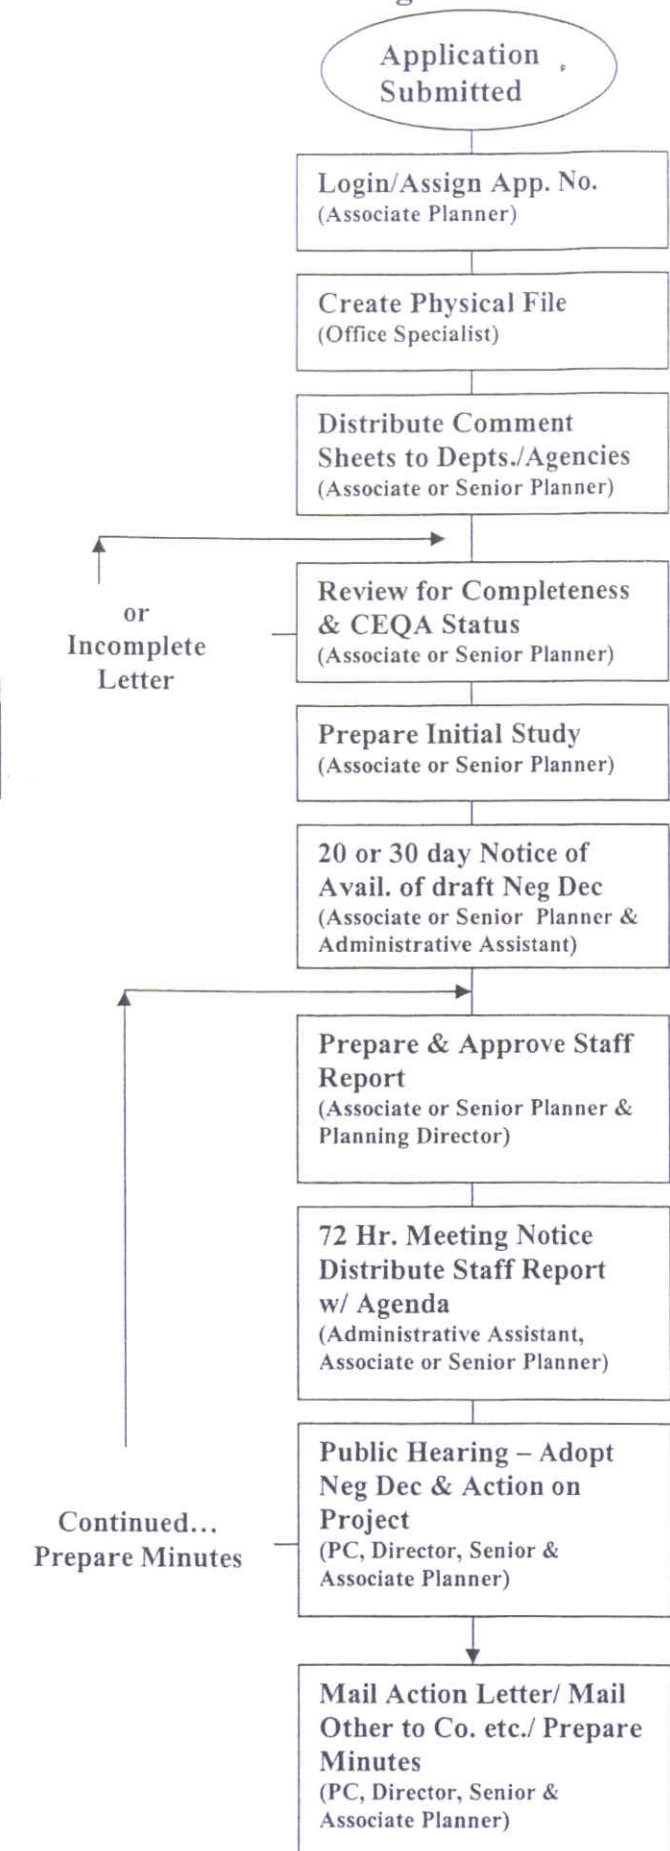 Application
Submitted
Login/Assign App. No.
(Associate Planner)
Create Physical File
(Office Specialist)
Distribute Comment
Sheets to Depts./Agencies
(Associate or Senior Planner)
or
Incomplete
Letter
Review for Completeness
& CEQA Status
(Associate or Senior Planner)
Prepare Initial Study
(Associate or Senior Planner)
20 or 30 day Notice of
Avail. of draft Neg Dec
(Associate or Senior Planner &
Administrative Assistant)
Prepare & Approve Staff
Report
(Associate or Senior Planner &
Planning Director)
72 Hr. Meeting Notice
Distribute Staff Report
w/ Agenda
(Administrative Assistant,
Associate or Senior Planner)
Public Hearing – Adopt
Neg Dec & Action on
Project
(PC, Director, Senior &
Associate Planner)
Continued...
Prepare Minutes
Mail Action Letter/ Mail
Other to Co. etc./ Prepare
Minutes
(PC, Director, Senior &
Associate Planner)